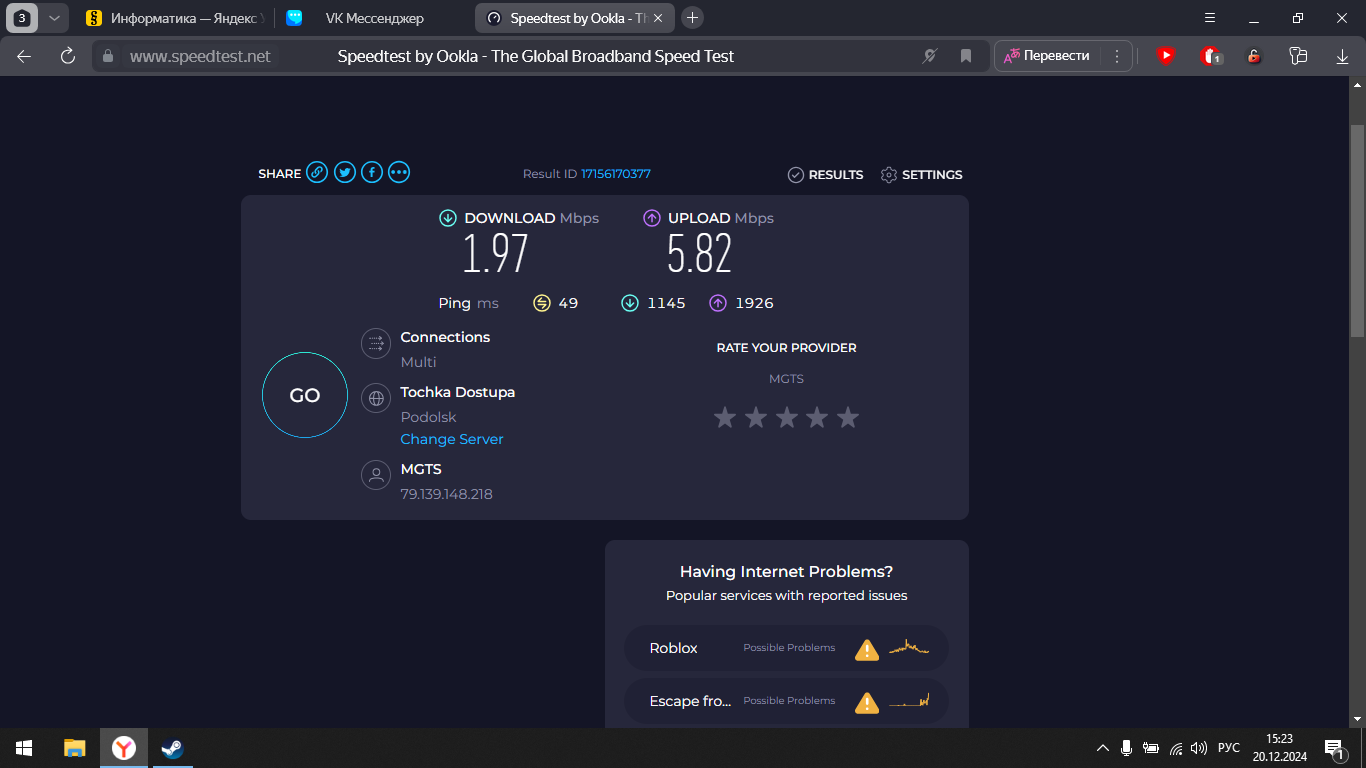 3
Информатика — Яндекс У
VK Мессенджер
Speedtest by Ookla - Th
www.speedtest.net
Speedtest by Ookla - The Global Broadband Speed Test
Перевести
1
SHARE
Result ID 17156170377
RESULTS
SETTINGS
DOWNLOAD Mbps
UPLOAD Mbps
1.97
5.82
Ping ms
49
1145
1926
Connections
Multi
RATE YOUR PROVIDER
MGTS
GO
Tochka Dostupa
Podolsk
Change Server
MGTS
79.139.148.218
Having Internet Problems?
Popular services with reported issues
Roblox
Possible Problems
Escape fro...
Possible Problems
РУС
15:23
20.12.2024
1